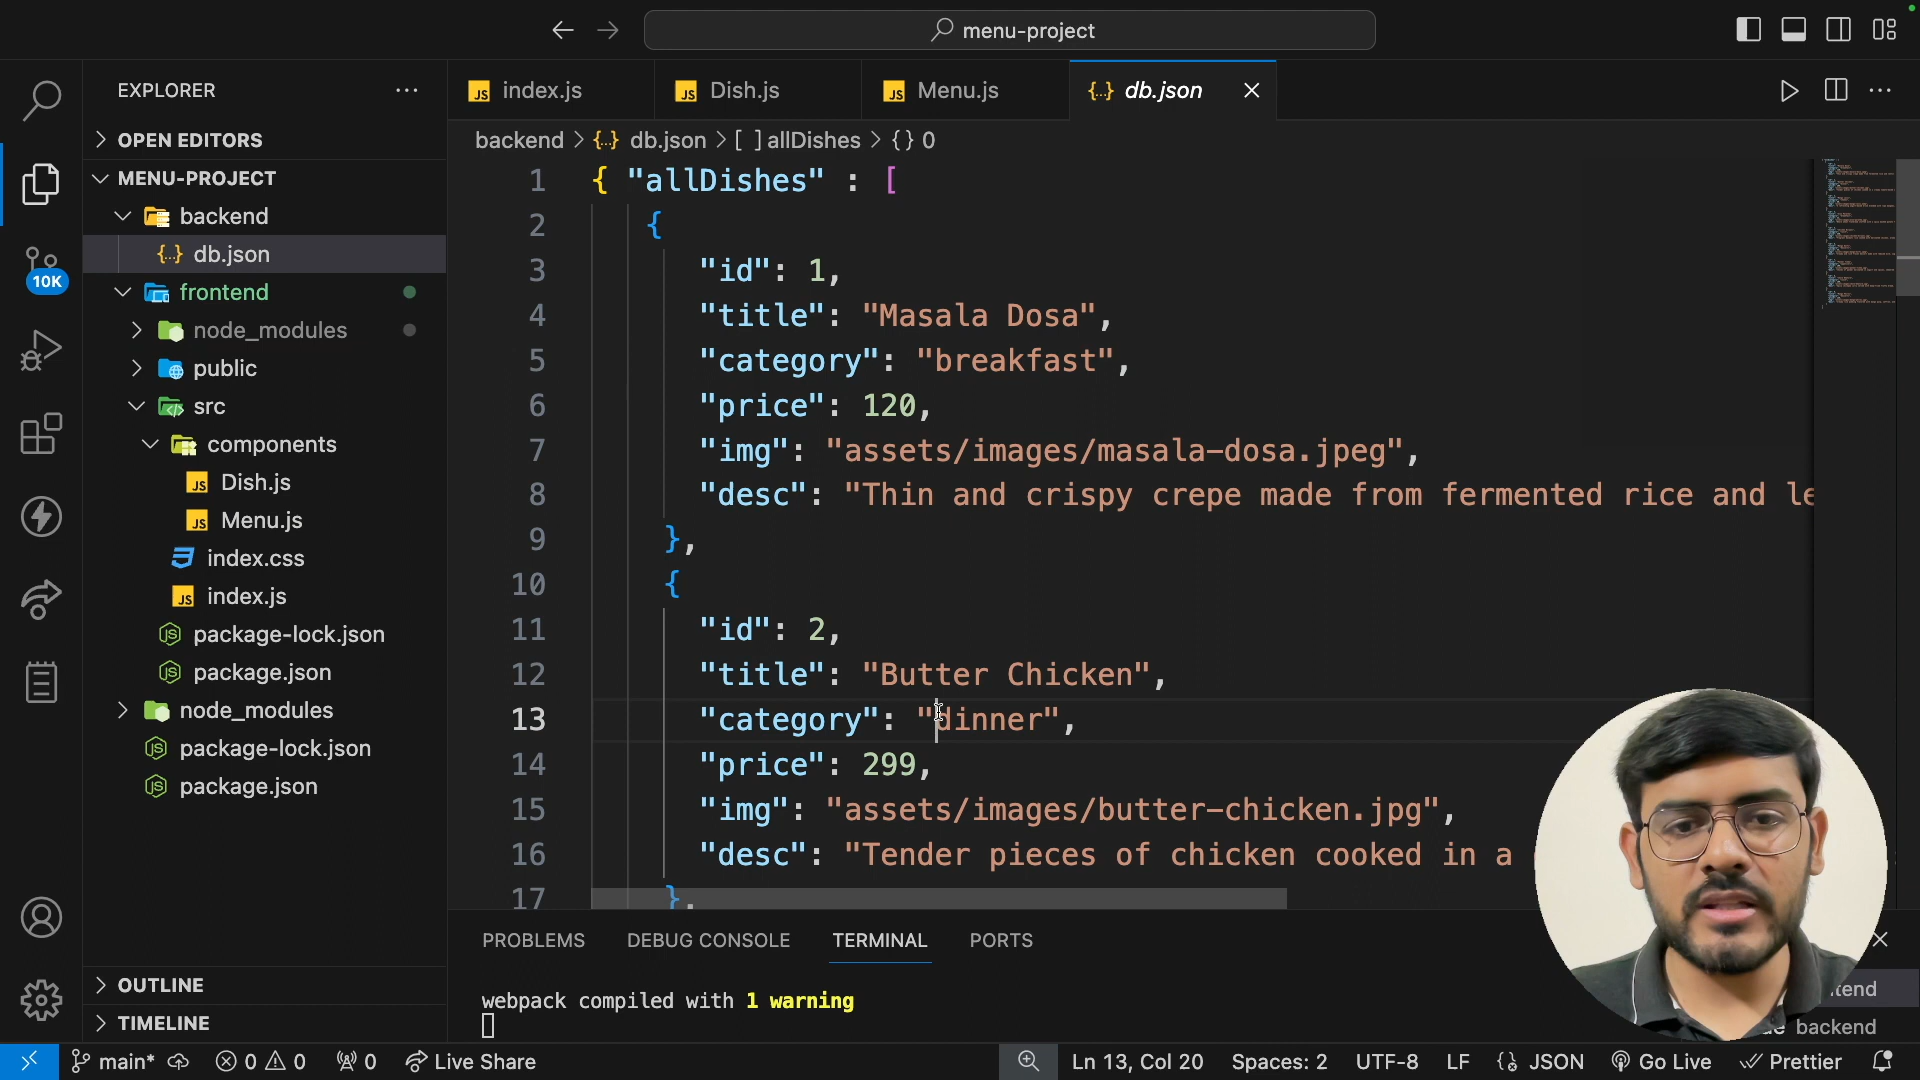 menu-project
EXPLORER
OPEN EDITORS
MENU-PROJECT
backend
db.json
frontend
node_modules
public
src
components
Dish.js
Menu.js
index.css
index.js
package-lock.json
package.json
node_modules
package-lock.json
package.json
OUTLINE
TIMELINE
10K
index.js
Dish.js
Menu.js
db.json
backend > {..} db.json > [ ] allDishes > { } 0
1 { "allDishes" : [
2 {
3 "id": 1,
4 "title": "Masala Dosa",
5 "category": "breakfast",
6 "price": 120,
7 "img": "assets/images/masala-dosa.jpeg",
8 "desc": "Thin and crispy crepe made from fermented rice and le
9 },
10 {
11 "id": 2,
12 "title": "Butter Chicken",
13 "category": "dinner",
14 "price": 299,
15 "img": "assets/images/butter-chicken.jpg",
16 "desc": "Tender pieces of chicken cooked in a
17 },
PROBLEMS DEBUG CONSOLE TERMINAL PORTS
webpack compiled with 1 warning
backend
main* 0 0 0 Live Share
Ln 13, Col 20 Spaces: 2 UTF-8 LF JSON Go Live Prettier